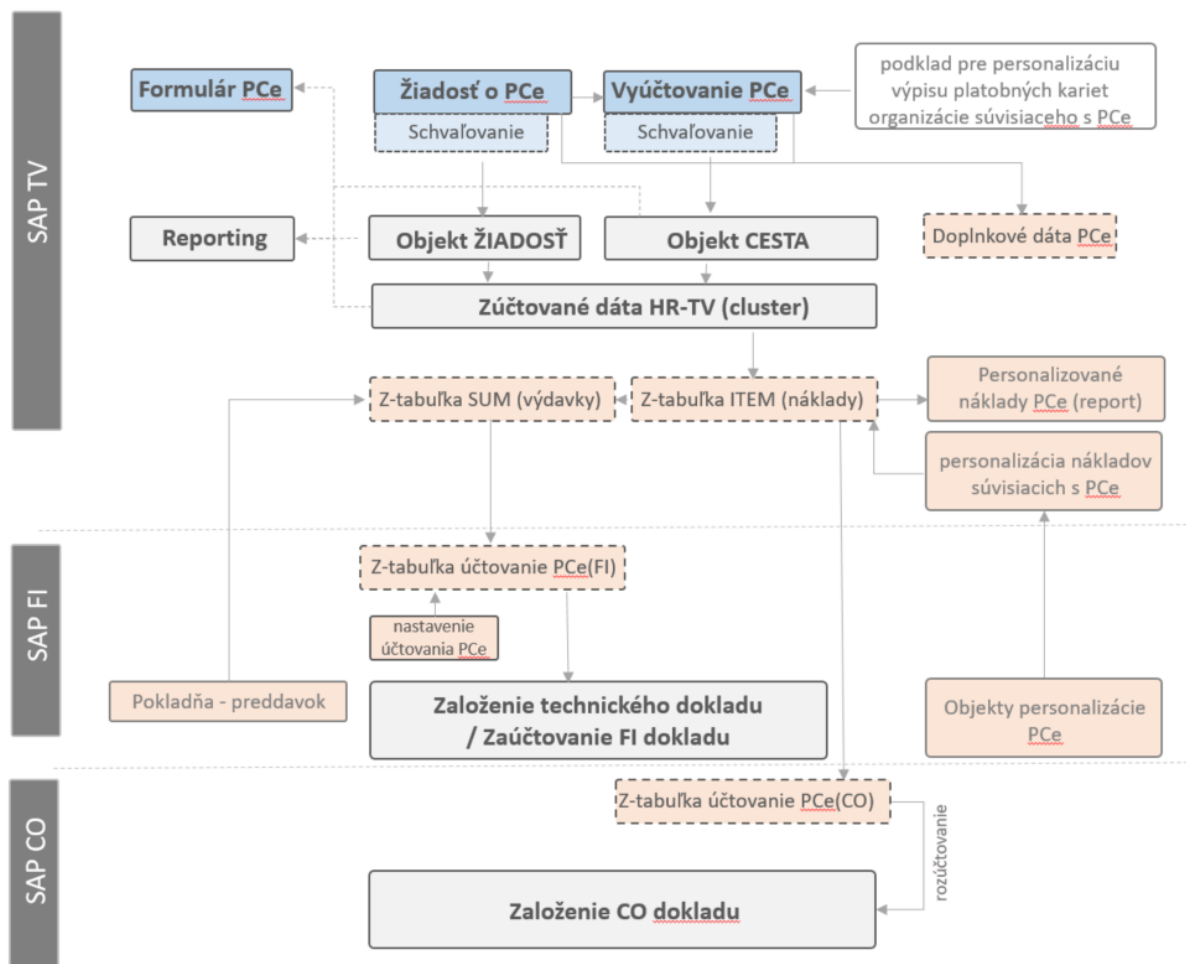 SAP TV
Formulár PCe
Žiadosť o PCe
Schvaľovanie
Vyúčtovanie PCe
Schvaľovanie
podklad pre personalizáciu
výpisu platobných kariet
organizácie súvisiaceho s PCe
Reporting
Objekt ŽIADOSŤ
Objekt CESTA
Doplnkové dáta PCe
Zúčtované dáta HR-TV (cluster)
Z-tabuľka SUM (výdavky)
Z-tabuľka ITEM (náklady)
Personalizované
náklady PCe (report)
personalizácia nákladov
súvisiacich s PCe
SAP FI
Z-tabuľka účtovanie PCe(FI)
nastavenie
účtovania PCe
Pokladňa - preddavok
Založenie technického dokladu
/ Zaúčtovanie FI dokladu
Objekty personalizácie
PCe
SAP CO
Z-tabuľka účtovanie PCe(CO)
rozúčtovanie
Založenie CO dokladu